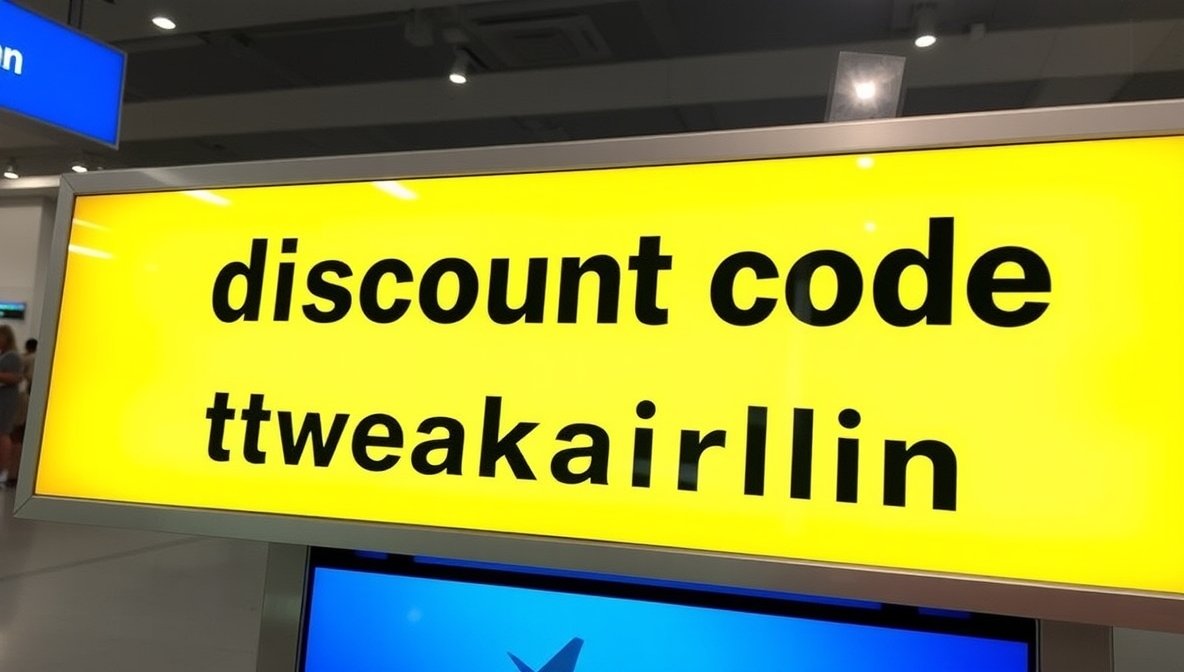 n
discount code
ttweakairllin